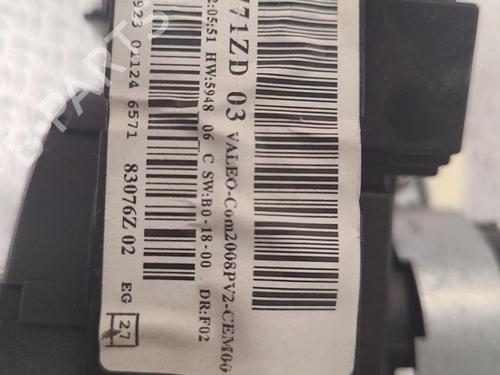 771ZD 03 VALEO-Com2008PV2-CEM00
2:05:51 HW:5948 06_C SW:B0-18-00 DR:F02
923 01124 6571 83076Z 02 EG 27
B-PARTS